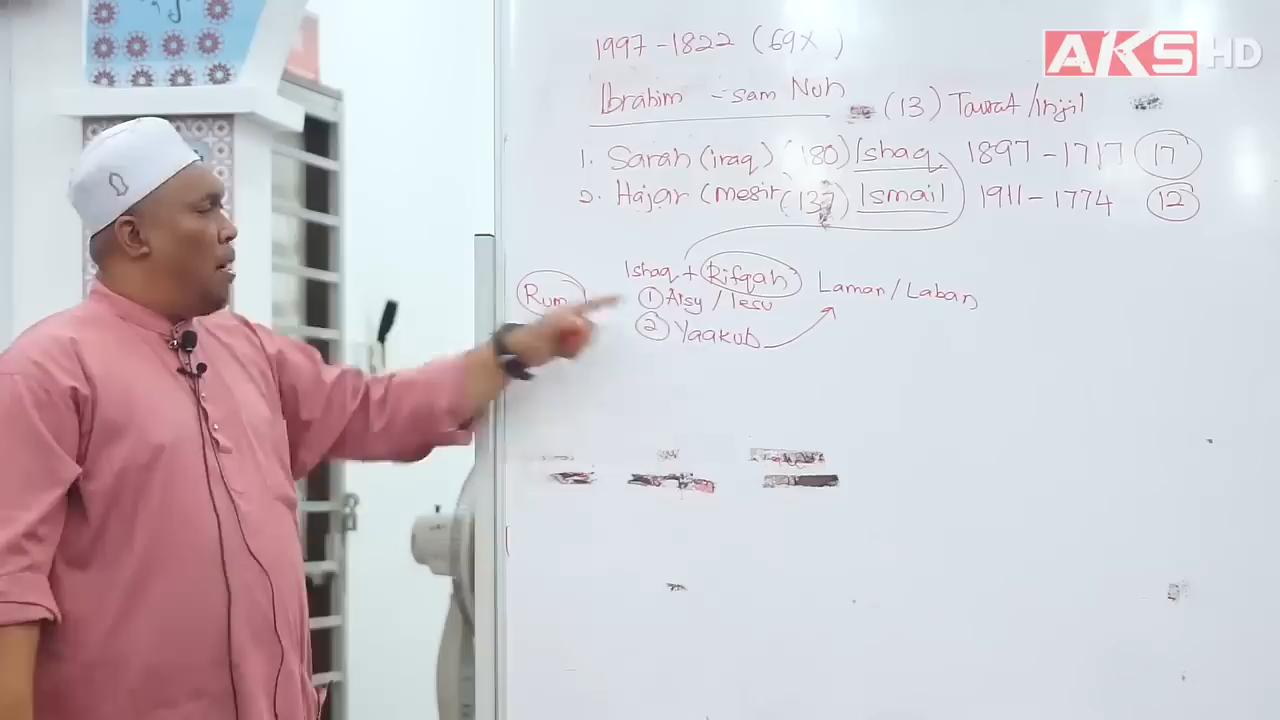 AKS HD
1997 - 1822 (69x)
Ibrahim - Sam Nuh
(13) Tawrat / Injil
1. Sarah (iraq) (180) Ishaq 1897 - 1717 17
2. Hajar (mesir (137) Ismail 1911 - 1774 12
Ishaq + Rifqah
Rum
1 Aisy / Iesu
Laman / Laban
2 Yaakub